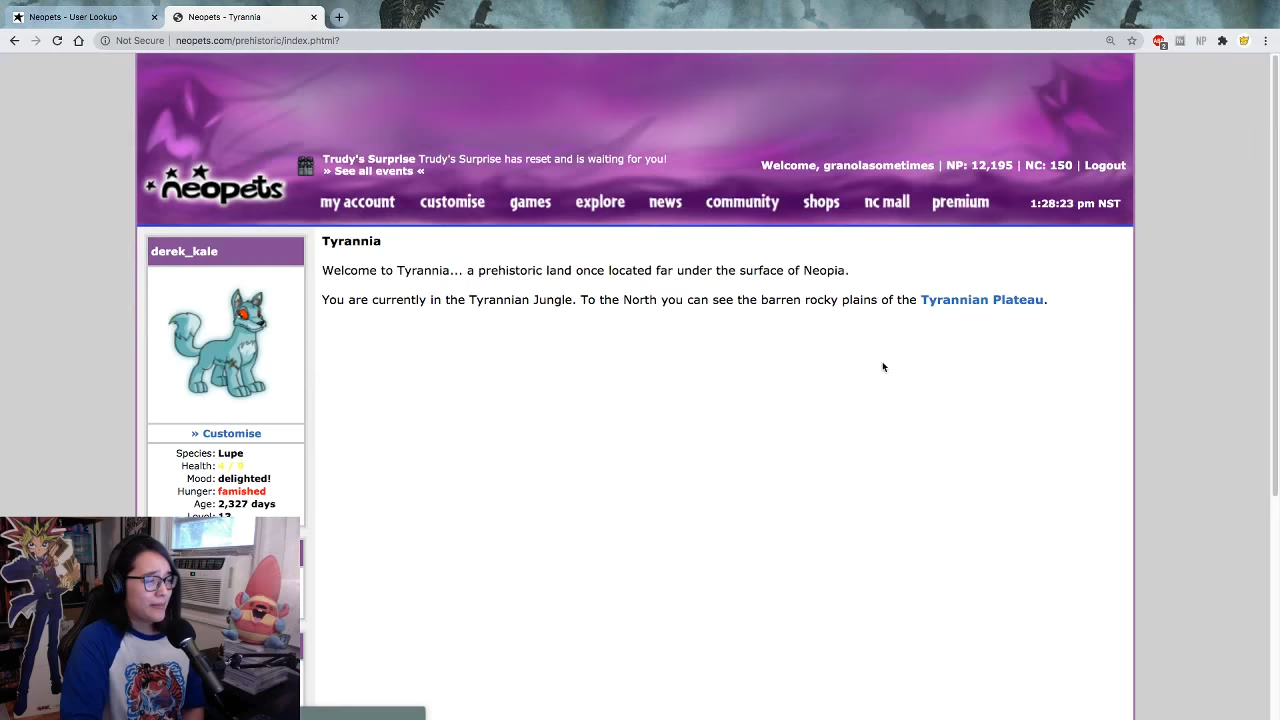 Neopets - User Lookup
Neopets - Tyrannia
Not Secure | neopets.com/prehistoric/index.phtml?
Trudy's Surprise Trudy's Surprise has reset and is waiting for you!
» See all events «
Welcome, granolasometimes | NP: 12,195 | NC: 150 | Logout
neopets
my account customise games explore news community shops nc mall premium 1:28:23 pm NST
derek_kale
» Customise
Species: Lupe
Health: 4 / 9
Mood: delighted!
Hunger: famished
Age: 2,327 days
Level: 13
Tyrannia
Welcome to Tyrannia... a prehistoric land once located far under the surface of Neopia.
You are currently in the Tyrannian Jungle. To the North you can see the barren rocky plains of the Tyrannian Plateau.